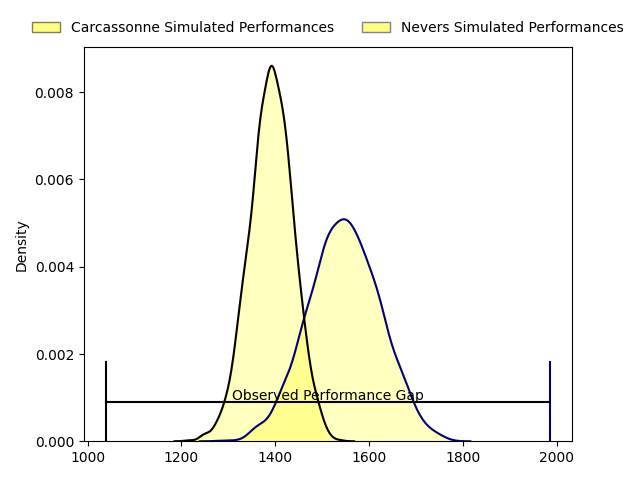 Carcassonne Simulated Performances
Nevers Simulated Performances
Density
0.008
0.006
0.004
0.002
0.000
Observed Performance Gap
1000
1200
1400
1600
1800
2000